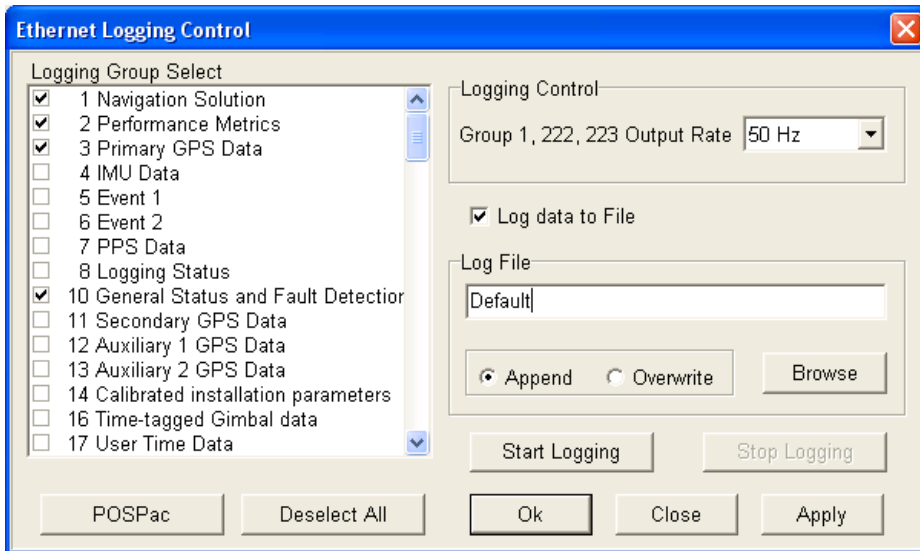 Ethernet Logging Control
Logging Group Select
1 Navigation Solution
2 Performance Metrics
3 Primary GPS Data
4 IMU Data
5 Event 1
6 Event 2
7 PPS Data
8 Logging Status
10 General Status and Fault Detection
11 Secondary GPS Data
12 Auxiliary 1 GPS Data
13 Auxiliary 2 GPS Data
14 Calibrated installation parameters
16 Time-tagged Gimbal data
17 User Time Data
POSPac
Deselect All
Logging Control
Group 1, 222, 223 Output Rate 50 Hz
Log data to File
Log File
Default
Append Overwrite
Browse
Start Logging
Stop Logging
Ok
Close
Apply